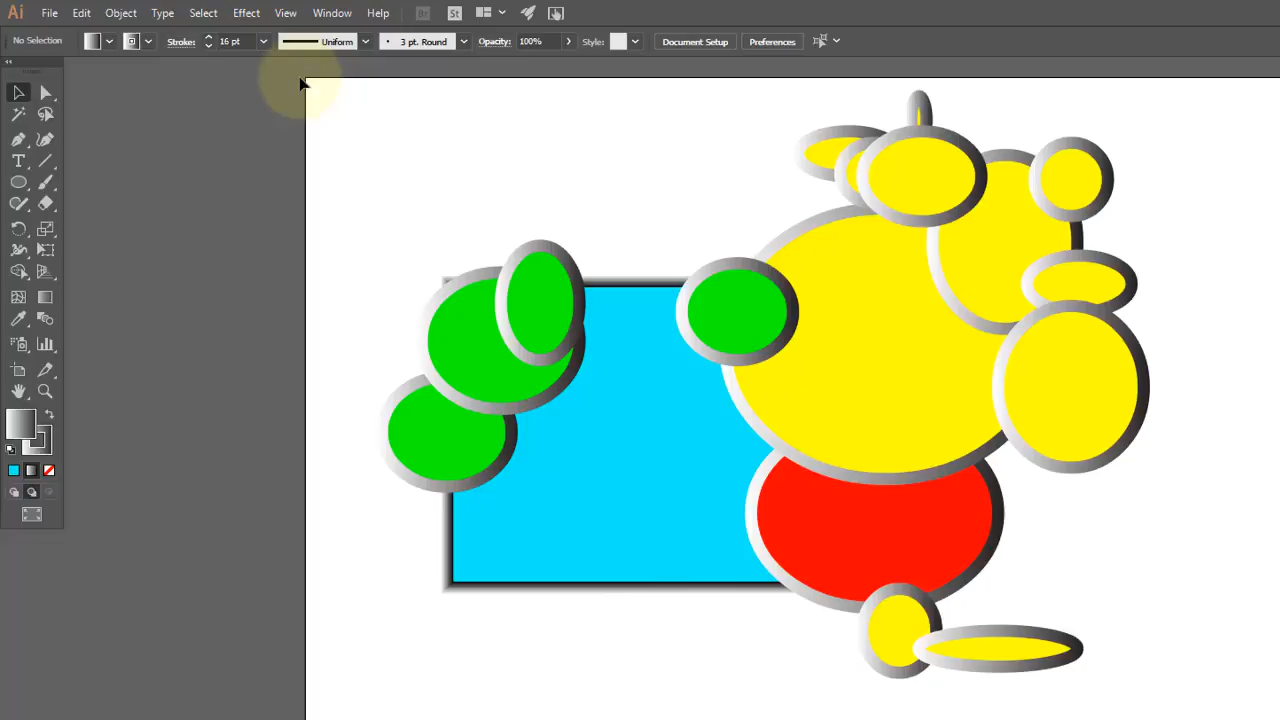 Ai File Edit Object Type Select Effect View Window Help Br St
No Selection Stroke: 16 pt Uniform 3 pt. Round Opacity: 100% Style: Document Setup Preferences